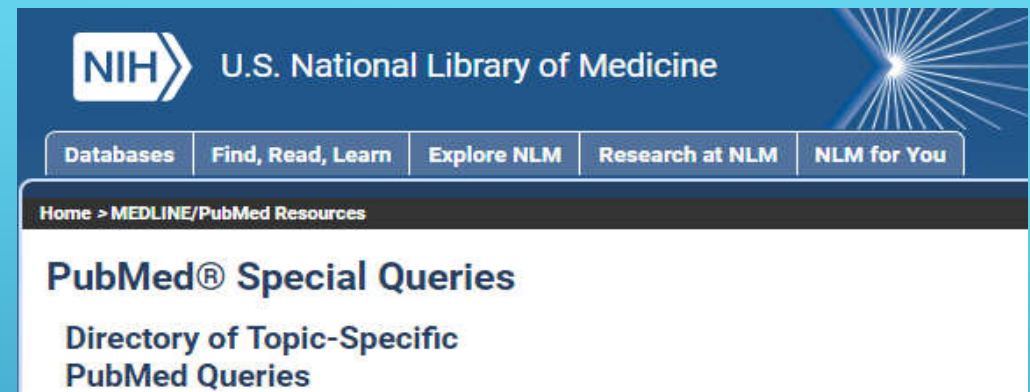 NIH U.S. National Library of Medicine
Databases Find, Read, Learn Explore NLM Research at NLM NLM for You
Home > MEDLINE/PubMed Resources
PubMed® Special Queries
Directory of Topic-Specific
PubMed Queries